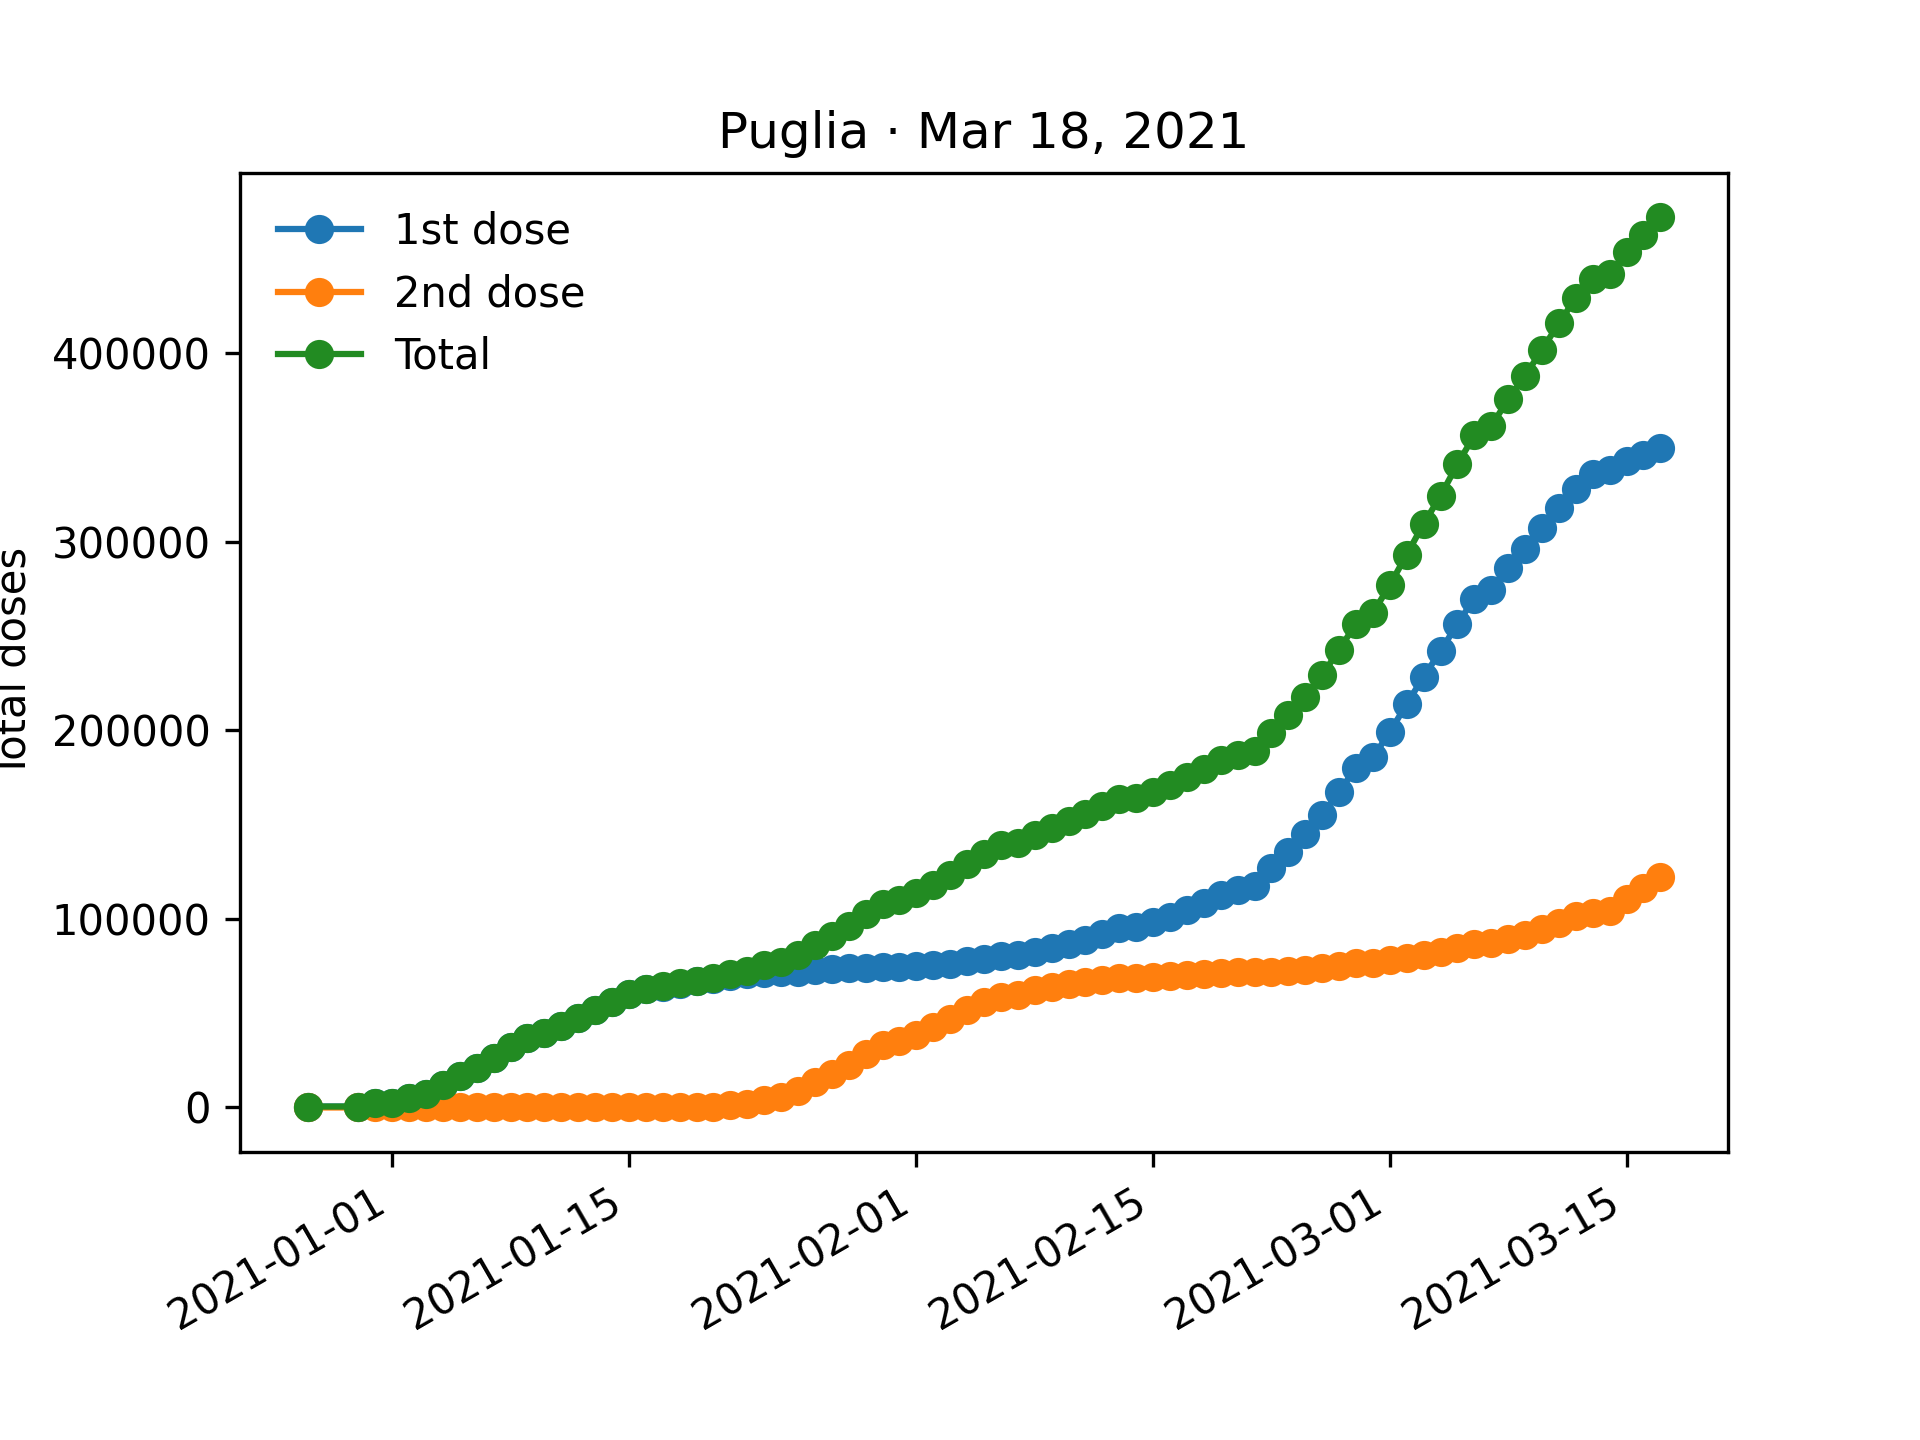 Puglia · Mar 18, 2021
1st dose
2nd dose
Total
400000
300000
200000
100000
0
Total doses
2021-01-01
2021-01-15
2021-02-01
2021-02-15
2021-03-01
2021-03-15